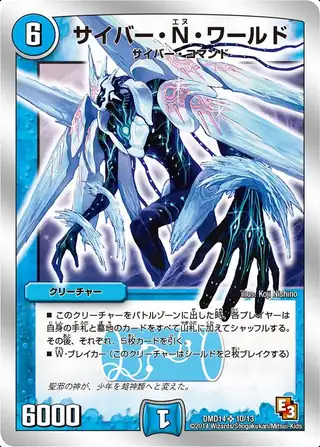 6
エヌ
サイバー・N・ワールド
サイバー・コマンド
Illus. Koji Nishino
クリーチャー
■ このクリーチャーをバトルゾーンに出した時、各プレイヤーは
自身の手札と墓地のカードをすべて山札に加えてシャッフルする。
その後、それぞれ、5枚カードを引く。
■ W・ブレイカー(このクリーチャーはシールドを2枚ブレイクする)
聖邪の神が、少年を超神類へと変えた。
E3
6000
1
DMD14 10/13
©2014 Wizards/Shogakukan/Mitsui-Kids